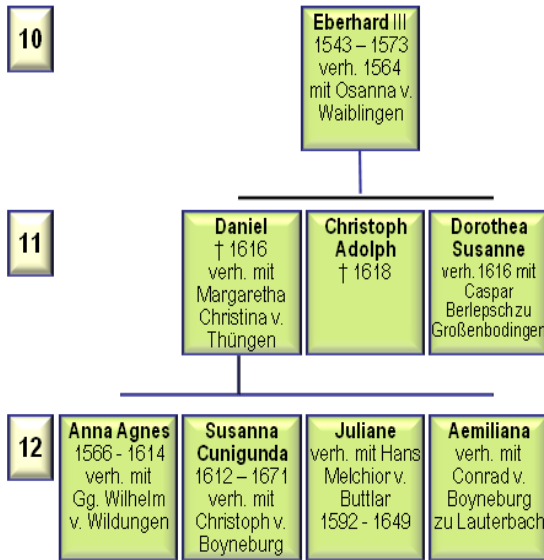 10
Eberhard III
1543 – 1573
verh. 1564
mit Osanna v.
Waiblingen
11
Daniel
† 1616
verh. mit
Margaretha
Christina v.
Thüngen
Christoph
Adolph
† 1618
Dorothea
Susanne
verh.1616 mit
Caspar
Berlepsch zu
Großenbodingen
12
Anna Agnes
1566 - 1614
verh. mit
Gg. Wilhelm
v. Wildungen
Susanna
Cunigunda
1612 – 1671
verh. mit
Christoph v.
Boyneburg
Juliane
verh. mit Hans
Melchior v.
Buttlar
1592 - 1649
Aemiliana
verh. mit
Conrad v.
Boyneburg
zu Lauterbach